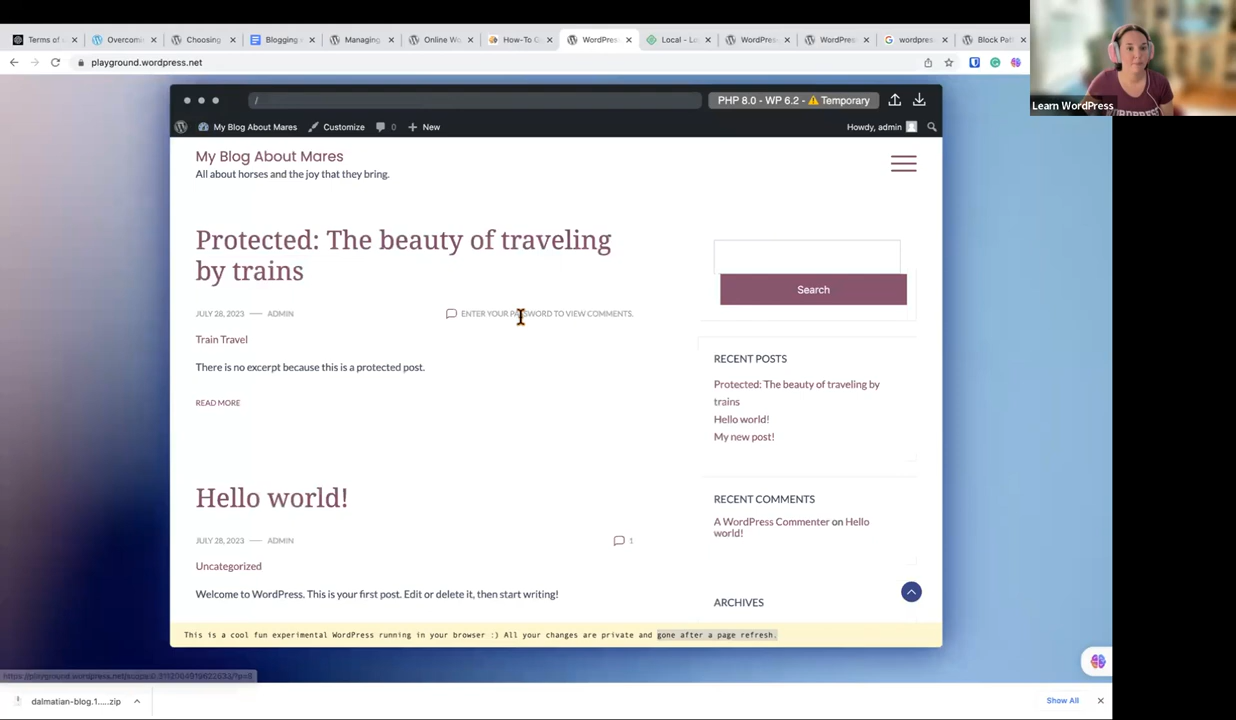 Terms of
Overcome
Choosing
Blogging
Managing
Online W
How-To
WordPress
Local - Lo
WordPress
WordPress
wordpres
Block Pat
playground.wordpress.net
Learn WordPress
/
PHP 8.0 - WP 6.2 - ⚠ Temporary
My Blog About Mares
Customize
0
New
Howdy, admin
My Blog About Mares
All about horses and the joy that they bring.
Protected: The beauty of traveling
by trains
JULY 28, 2023 — ADMIN
ENTER YOUR PASSWORD TO VIEW COMMENTS.
Train Travel
There is no excerpt because this is a protected post.
READ MORE
Hello world!
JULY 28, 2023 — ADMIN
1
Uncategorized
Welcome to WordPress. This is your first post. Edit or delete it, then start writing!
Search
RECENT POSTS
Protected: The beauty of traveling by
trains
Hello world!
My new post!
RECENT COMMENTS
A WordPress Commenter on Hello
world!
ARCHIVES
This is a cool fun experimental WordPress running in your browser :) All your changes are private and gone after a page refresh.
dalmatian-blog.1.....zip
Show All